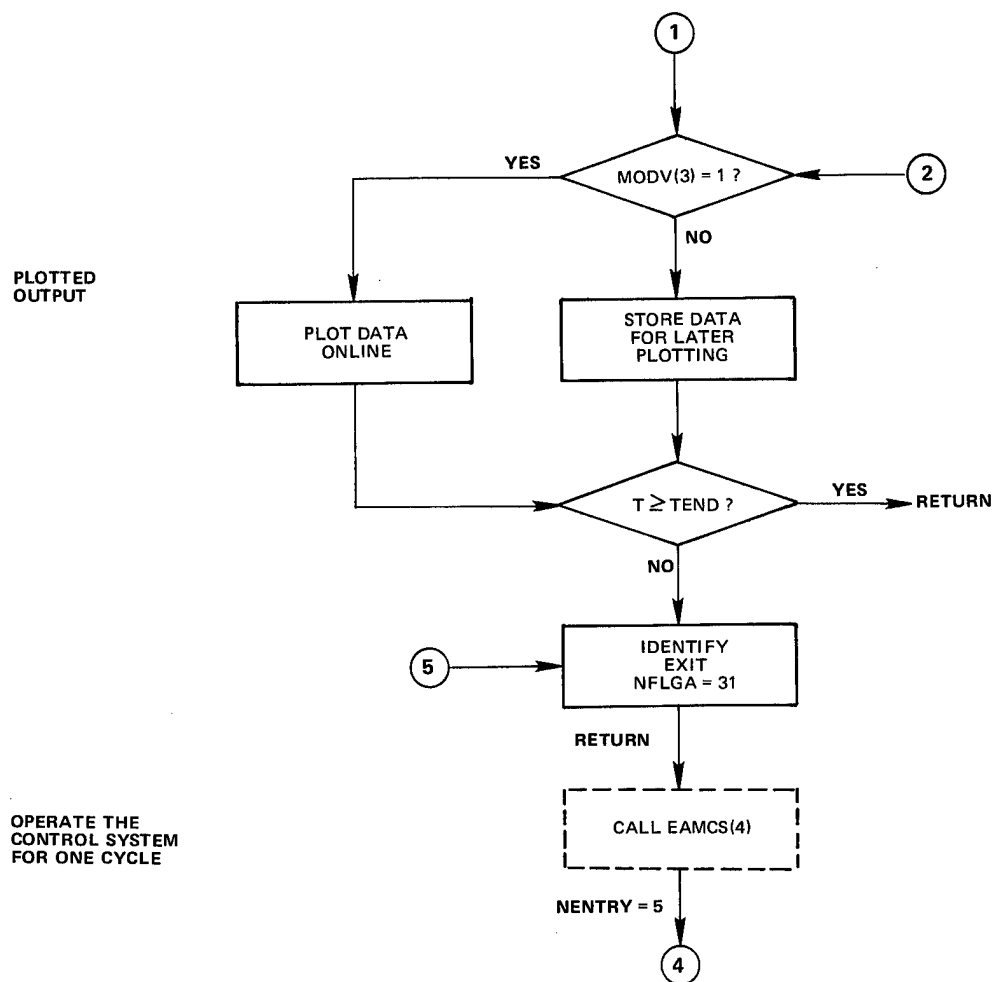 1
YES
MODV(3) = 1 ?
2
NO
PLOTTED
OUTPUT
PLOT DATA
ONLINE
STORE DATA
FOR LATER
PLOTTING
T ≥ TEND ?
YES
RETURN
NO
5
IDENTIFY
EXIT
NFLGA = 31
RETURN
OPERATE THE
CONTROL SYSTEM
FOR ONE CYCLE
CALL EAMCS(4)
NENTRY = 5
4